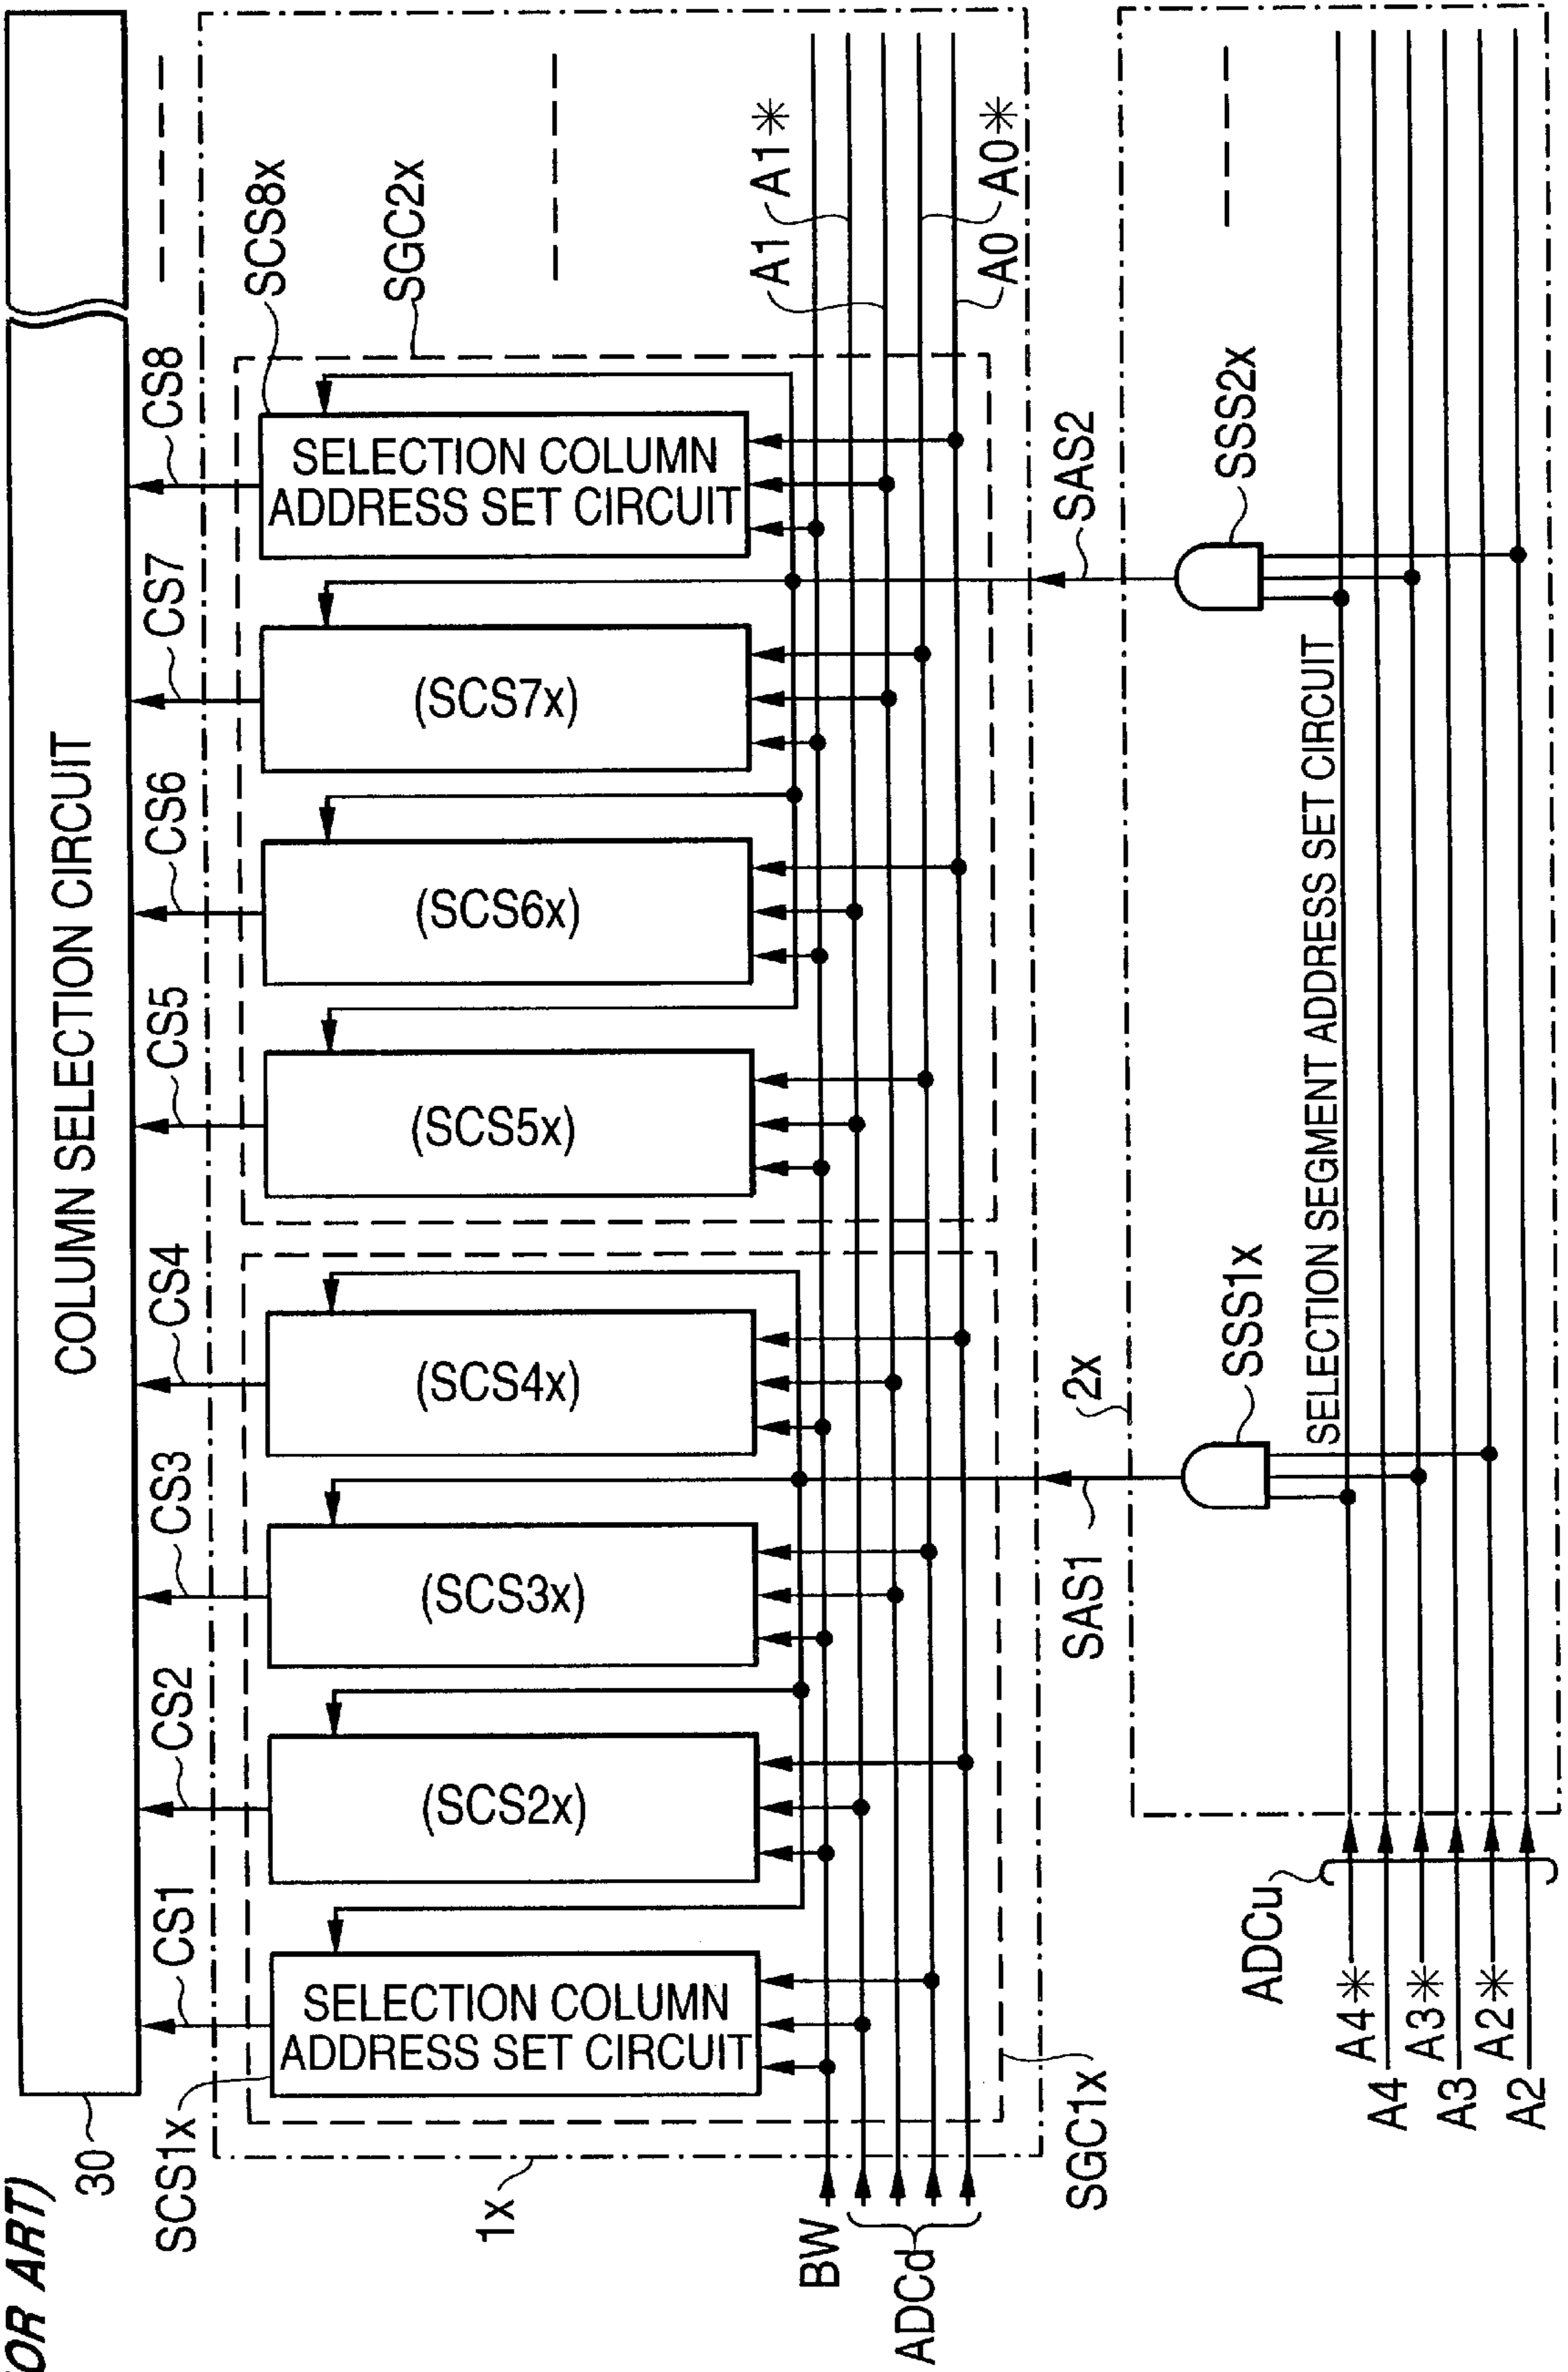 OR ART)
30
COLUMN SELECTION CIRCUIT
CS1
CS2
CS3
CS4
CS5
CS6
CS7
CS8
SCS1x
SCS8x
SGC2x
1x
SELECTION COLUMN
ADDRESS SET CIRCUIT
(SCS2x)
(SCS3x)
(SCS4x)
(SCS5x)
(SCS6x)
(SCS7x)
SELECTION COLUMN
ADDRESS SET CIRCUIT
BW
ADCd
A1
A1*
A0
A0*
SGC1x
SAS1
2x
SAS2
SSS1x
SSS2x
ADCu
SELECTION SEGMENT ADDRESS SET CIRCUIT
A4*
A4
A3*
A3
A2*
A2